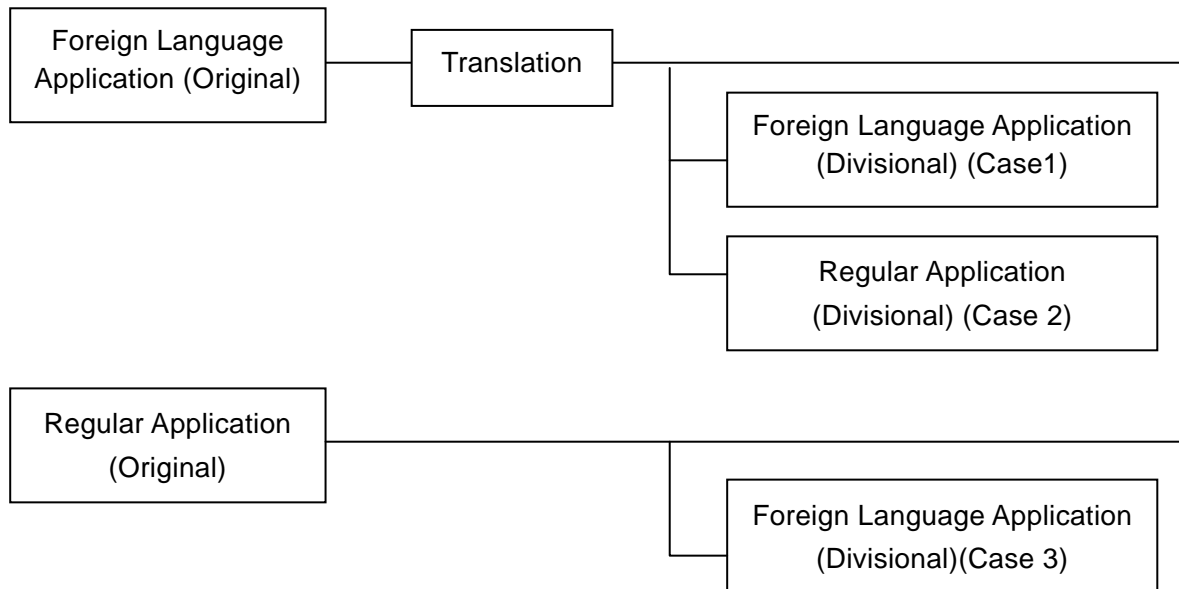 Foreign Language
Application (Original)
Translation
Foreign Language Application
(Divisional) (Case1)
Regular Application
(Divisional) (Case 2)
Regular Application
(Original)
Foreign Language Application
(Divisional)(Case 3)